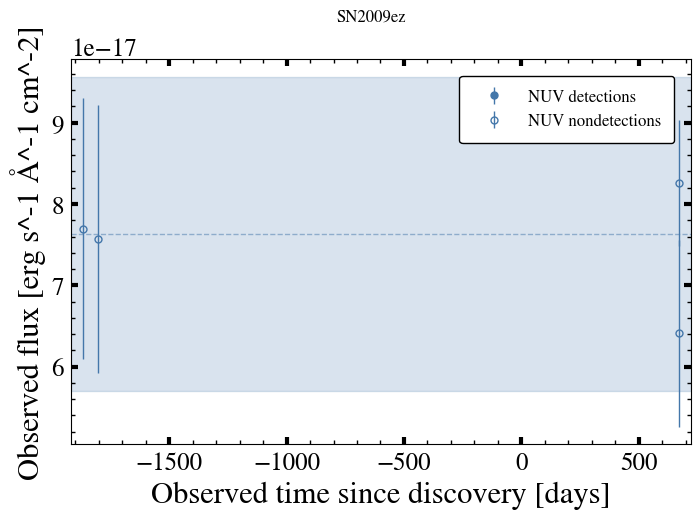 SN2009ez
1e−17
NUV detections
NUV nondetections
9
8
7
6
Observed flux [erg s^-1 Å^-1 cm^-2]
−1500 −1000 −500 0 500
Observed time since discovery [days]